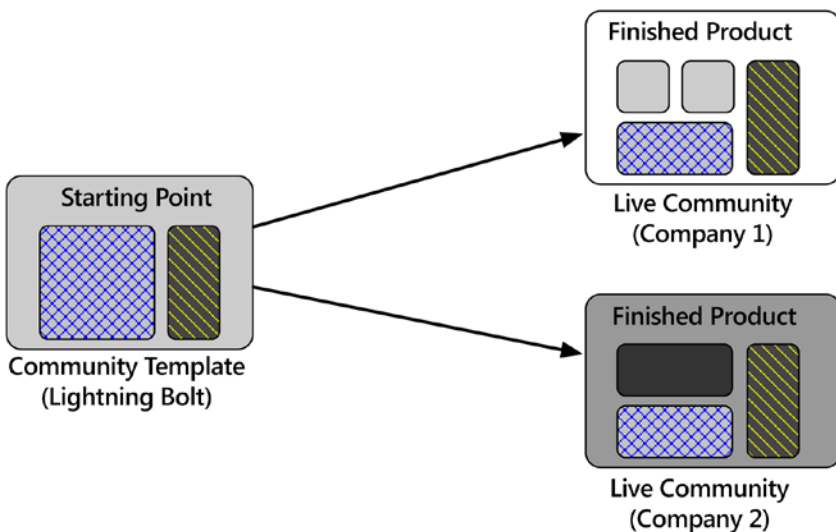 Starting Point
Community Template
(Lightning Bolt)
Finished Product
Live Community
(Company 1)
Finished Product
Live Community
(Company 2)